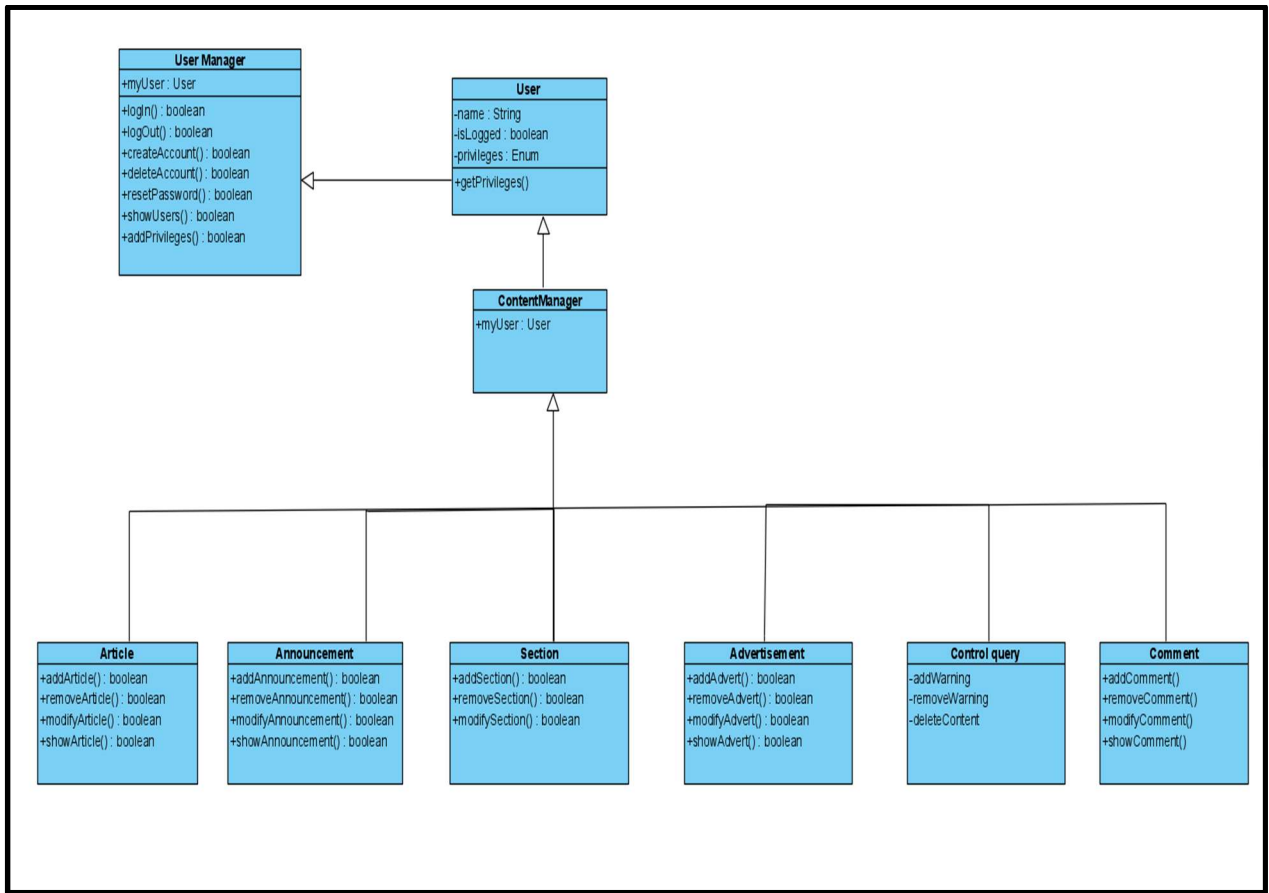 User Manager
+myUser : User
+logIn() : boolean
+logOut() : boolean
+createAccount() : boolean
+deleteAccount() : boolean
+resetPassword() : boolean
+showUsers() : boolean
+addPrivileges() : boolean
User
-name : String
-isLogged : boolean
-privileges : Enum
+getPrivileges()
ContentManager
+myUser : User
Article
+addArticle() : boolean
+removeArticle() : boolean
+modifyArticle() : boolean
+showArticle() : boolean
Announcement
+addAnnouncement() : boolean
+removeAnnouncement() : boolean
+modifyAnnouncement() : boolean
+showAnnouncement() : boolean
Section
+addSection() : boolean
+removeSection() : boolean
+modifySection() : boolean
Advertisement
+addAdvert() : boolean
+removeAdvert() : boolean
+modifyAdvert() : boolean
+showAdvert() : boolean
Control query
-addWarning
-removeWarning
-deleteContent
Comment
+addComment()
+removeComment()
+modifyComment()
+showComment()